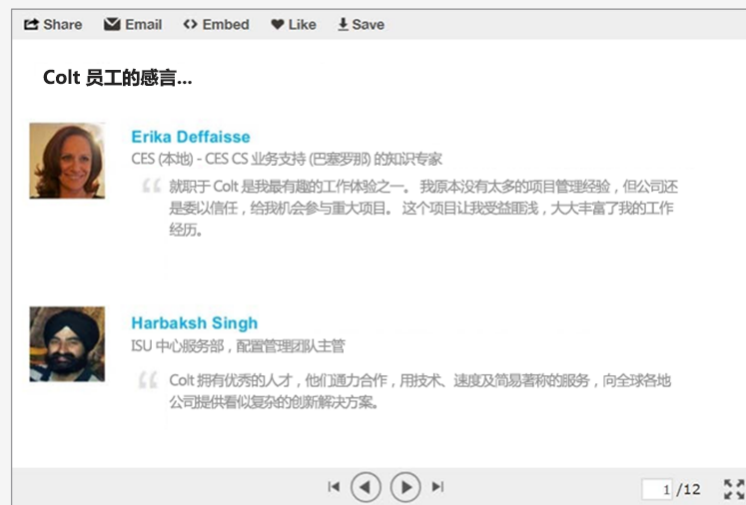 Share Email Embed Like Save
Colt 员工的感言...
Erika Deffaisse
CES (本地) - CES CS 业务支持 (巴塞罗那) 的知识专家
就职于 Colt 是我最有趣的工作体验之一。 我原本没有太多的项目管理经验，但公司还
是委以信任，给我机会参与重大项目。 这个项目让我受益匪浅，大大丰富了我的工作
经历。
Harbaksh Singh
ISU 中心服务部，配置管理团队主管
Colt 拥有优秀的人才，他们通力合作，用技术、速度及简易著称的服务，向全球各地
公司提供看似复杂的创新解决方案。
1 /12